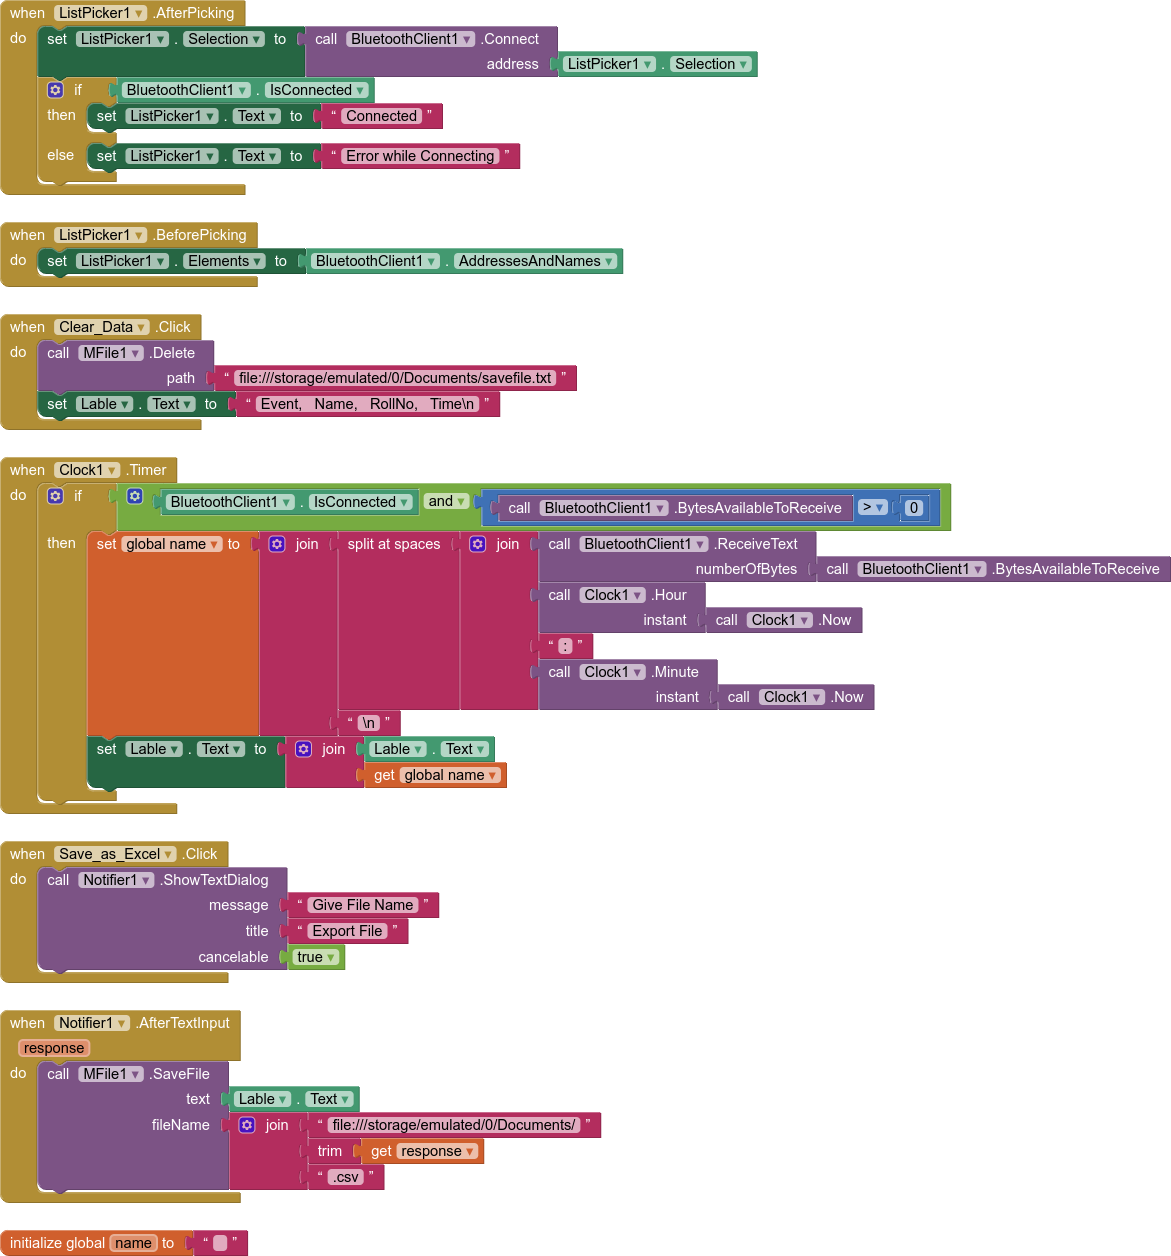 when ListPicker1 .AfterPicking
do set ListPicker1 . Selection to call BluetoothClient1 .Connect
address ListPicker1 . Selection
if BluetoothClient1 . IsConnected
then set ListPicker1 . Text to “ Connected ”
else set ListPicker1 . Text to “ Error while Connecting ”
when ListPicker1 .BeforePicking
do set ListPicker1 . Elements to BluetoothClient1 . AddressesAndNames
when Clear_Data .Click
do call MFile1 .Delete
path “ file:///storage/emulated/0/Documents/savefile.txt ”
set Lable . Text to “ Event, Name, RollNo, Time\n ”
when Clock1 .Timer
do if BluetoothClient1 . IsConnected and call BluetoothClient1 .BytesAvailableToReceive > 0
then set global name to join split at spaces join call BluetoothClient1 .ReceiveText
numberOfBytes call BluetoothClient1 .BytesAvailableToReceive
call Clock1 .Hour
instant call Clock1 .Now
“ : ”
call Clock1 .Minute
instant call Clock1 .Now
“ \n ”
set Lable . Text to join Lable . Text
get global name
when Save_as_Excel .Click
do call Notifier1 .ShowTextDialog
message “ Give File Name ”
title “ Export File ”
cancelable true
when Notifier1 .AfterTextInput
response
do call MFile1 .SaveFile
text Lable . Text
fileName join “ file:///storage/emulated/0/Documents/ ”
trim get response
“ .csv ”
initialize global name to “ ”